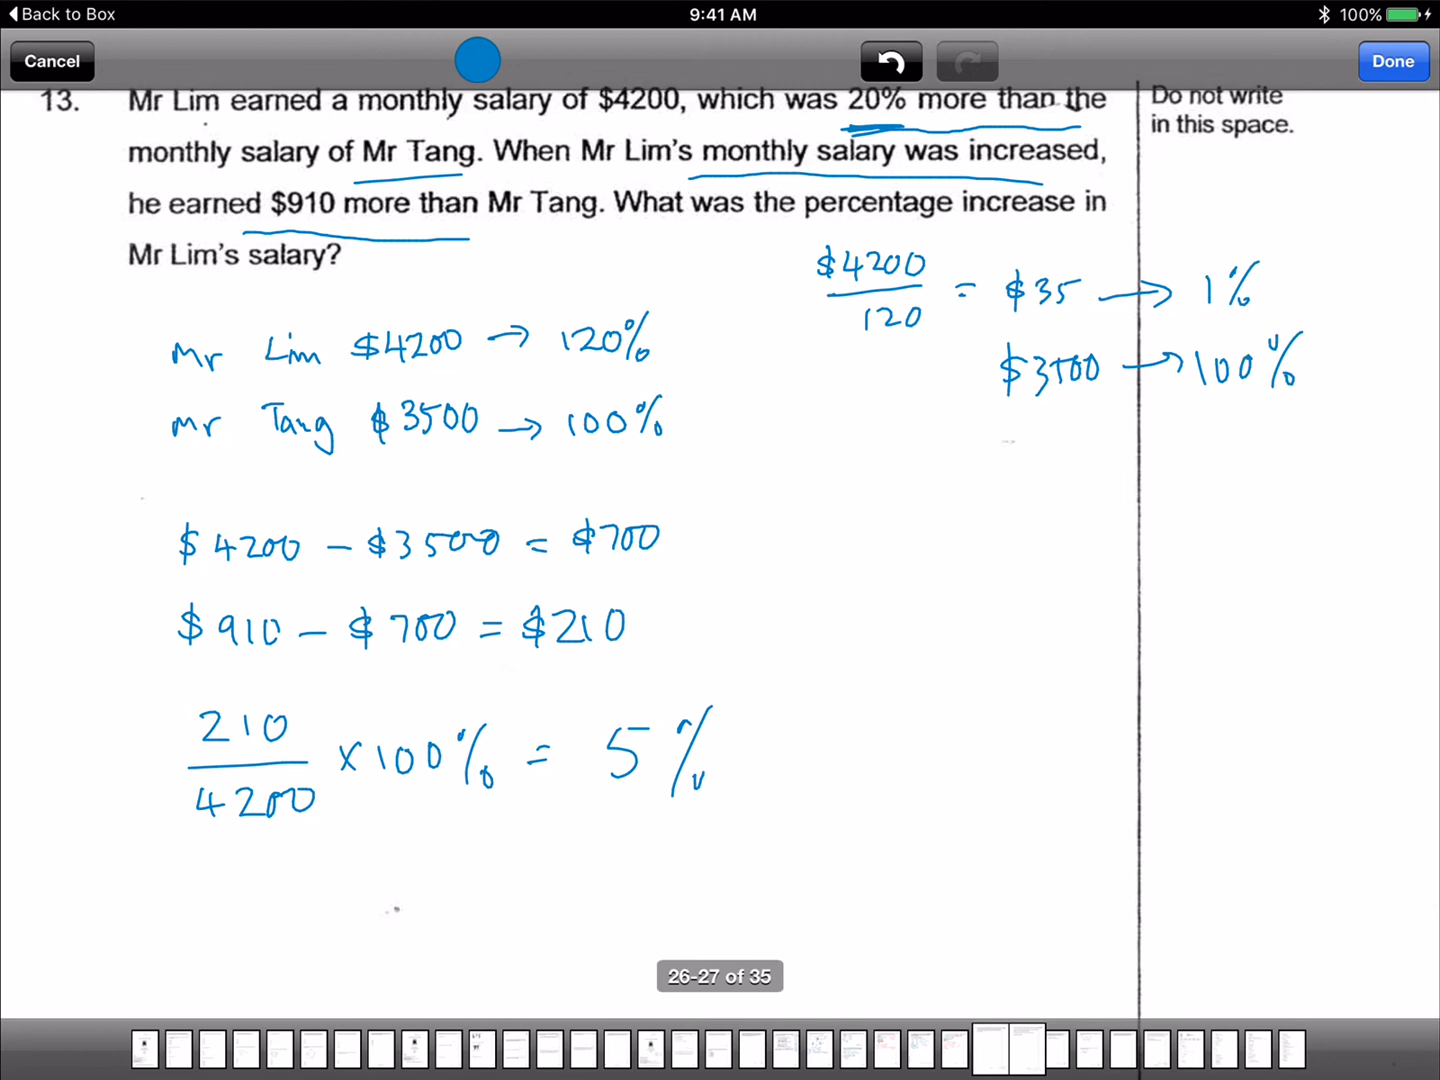 Back to Box
9:41 AM
100%
Cancel
Done
13. Mr Lim earned a monthly salary of $4200, which was 20% more than the
monthly salary of Mr Tang. When Mr Lim's monthly salary was increased,
he earned $910 more than Mr Tang. What was the percentage increase in
Mr Lim's salary?
Do not write
in this space.
$4200
120
= $35 → 1%
$3500 → 100%
Mr Lim $4200 → 120%
Mr Tang $3500 → 100%
$4200 - $3500 = $700
$910 - $700 = $210
210
4200
x 100% = 5%
26-27 of 35